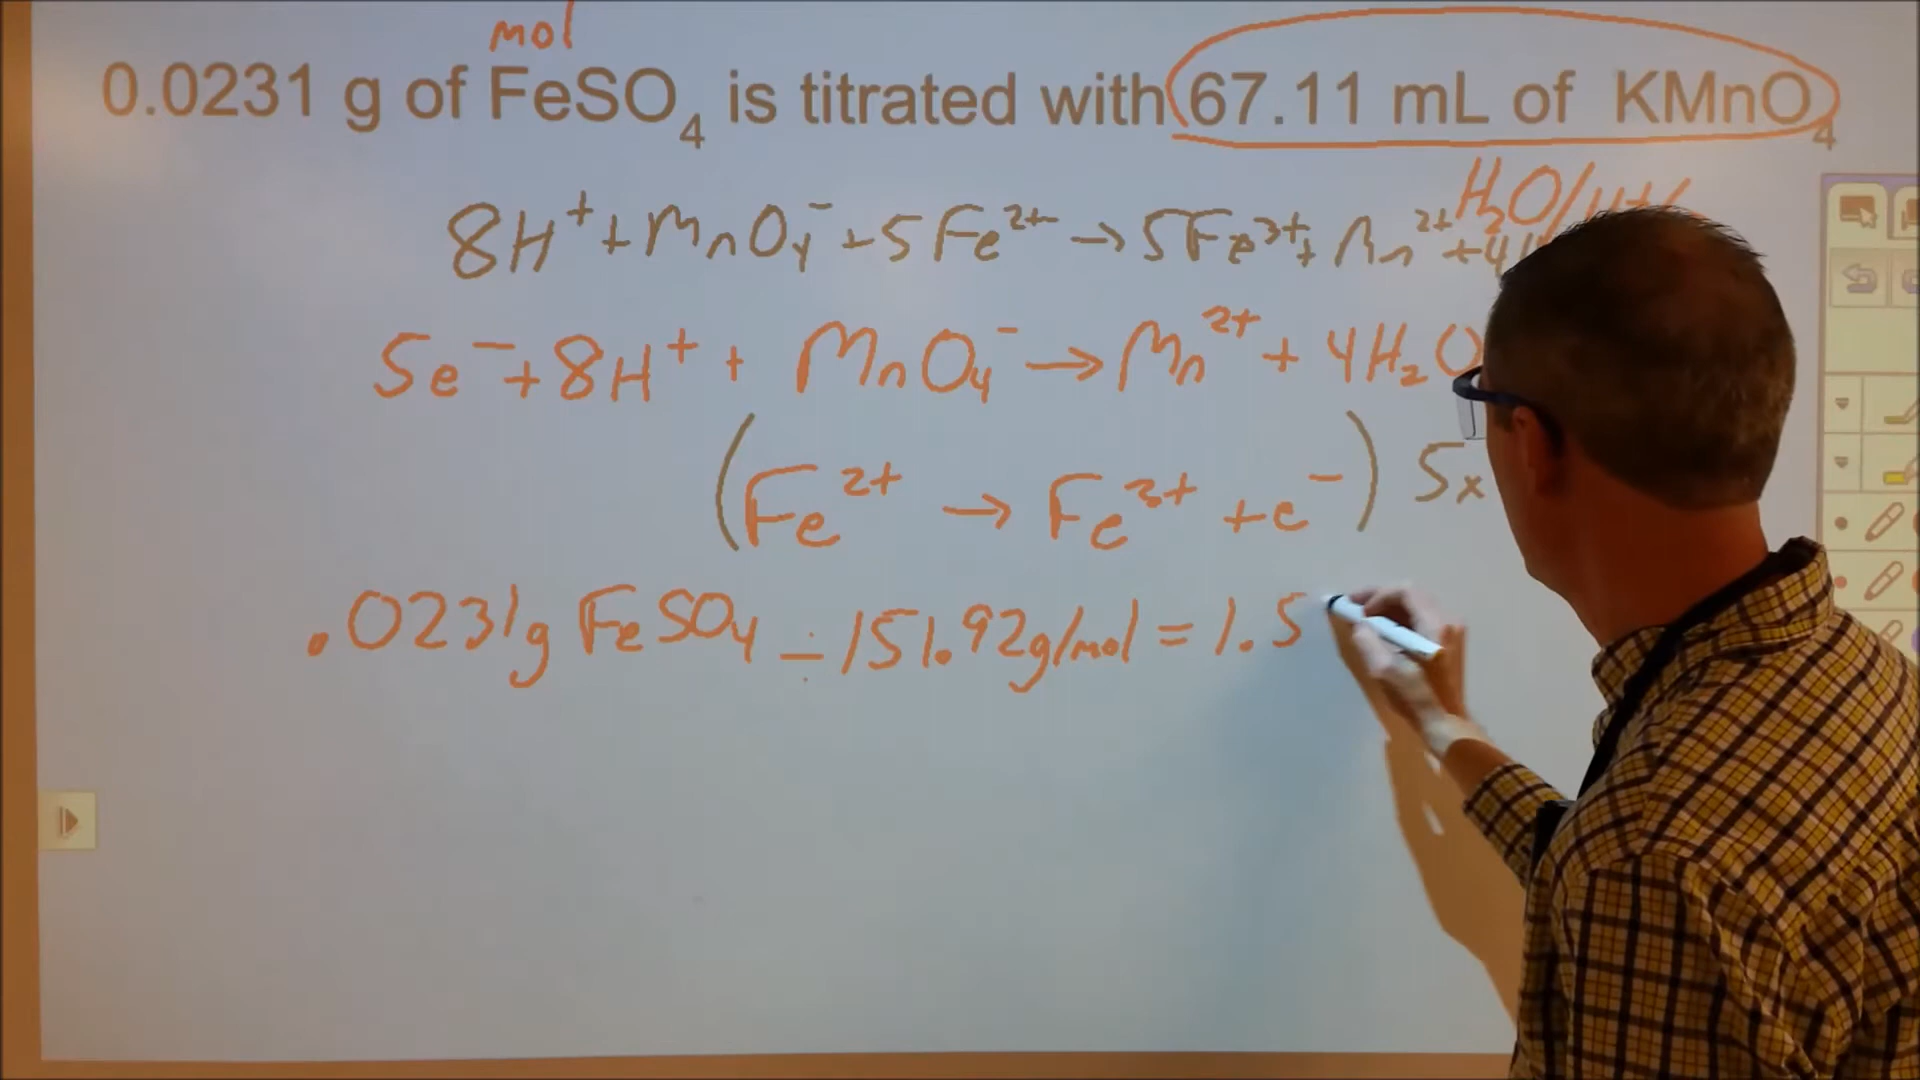 mol
0.0231 g of FeSO₄ is titrated with 67.11 mL of KMnO₄
H₂O/H+/
8H⁺ + MnO₄⁻ + 5Fe²⁺ → 5Fe³⁺ + Mn²⁺ + 4H
5e⁻ + 8H⁺ + MnO₄⁻ → Mn²⁺ + 4H₂O
(Fe²⁺ → Fe³⁺ + e⁻) 5x
.0231g FeSO₄ ÷ 151.92g/mol = 1.5